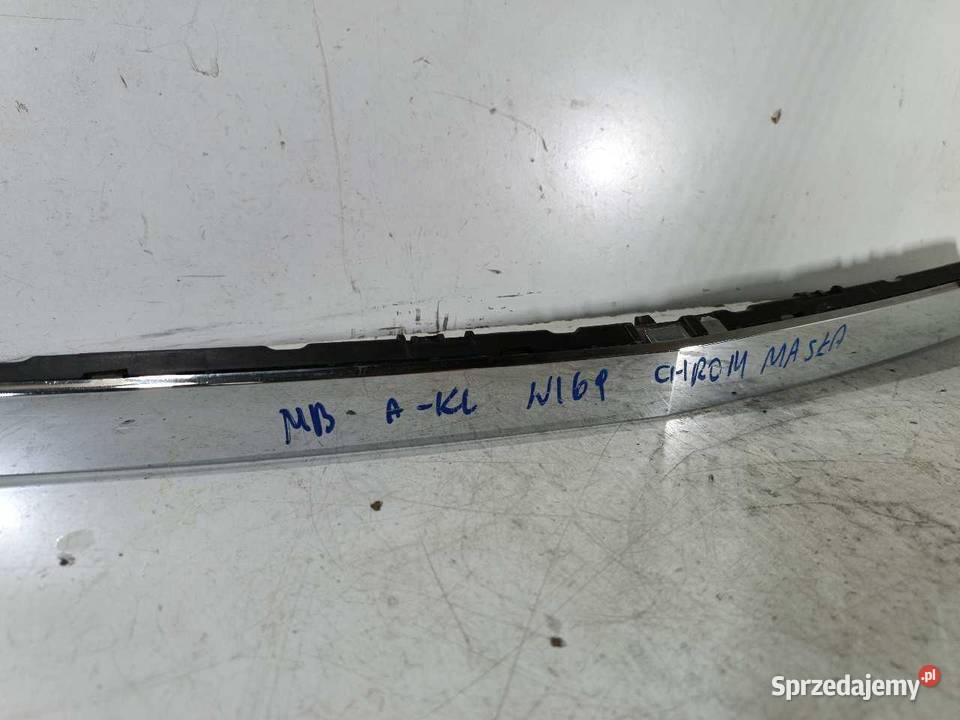 MB A-KL W169 CHROM MASKA
Sprzedajemy.pl